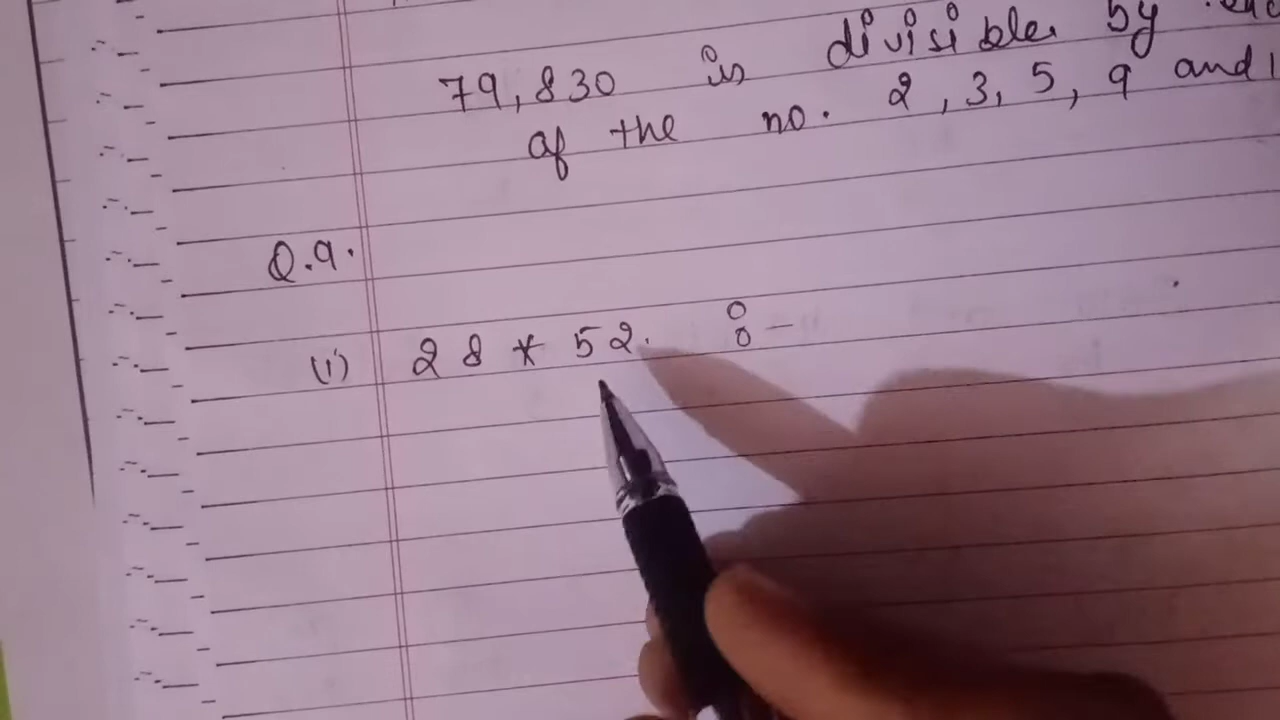 79,830 is divisible by
of the no. 2, 3, 5, 9 and
Q.9.
(i) 28 * 52. :-